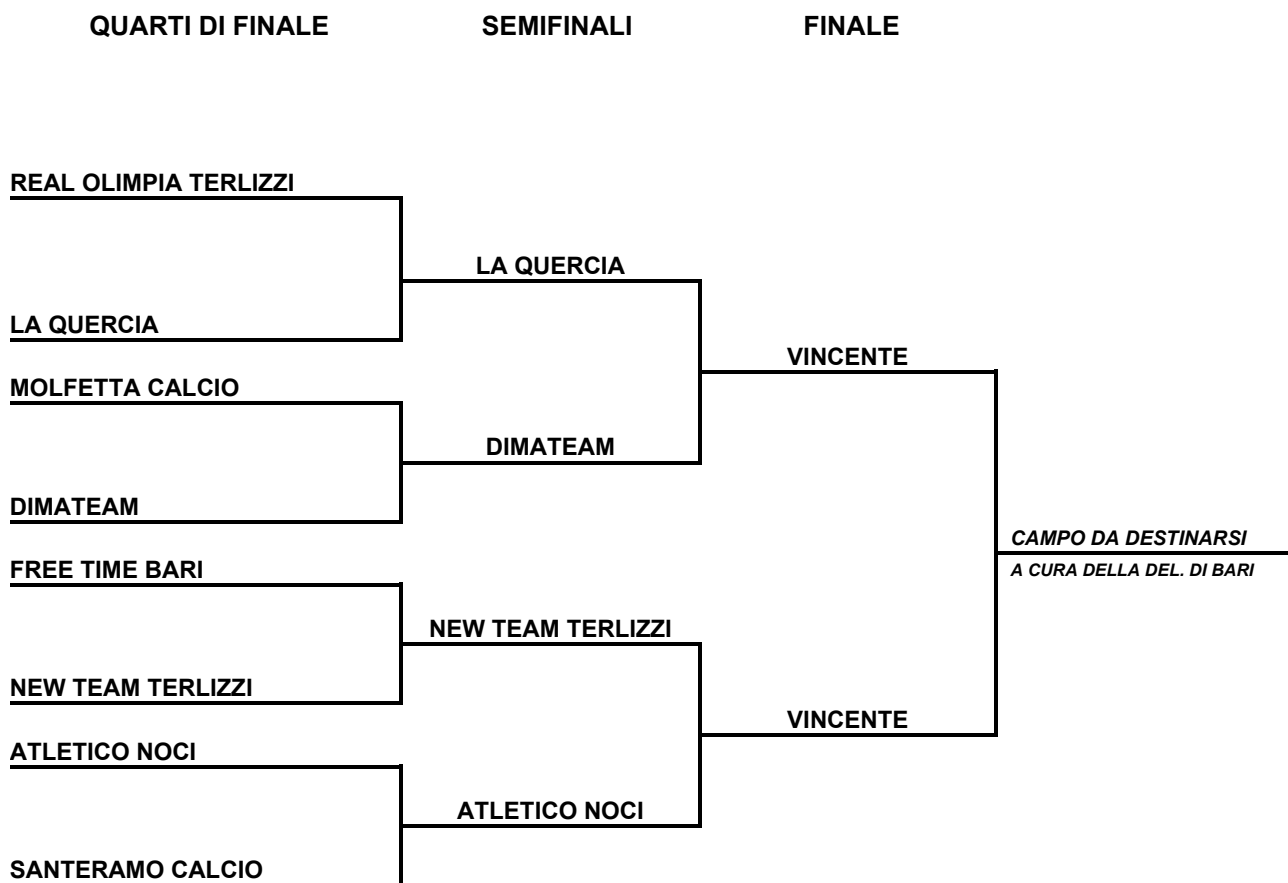 QUARTI DI FINALE SEMIFINALI FINALE
REAL OLIMPIA TERLIZZI
LA QUERCIA
LA QUERCIA
VINCENTE
MOLFETTA CALCIO
DIMATEAM
DIMATEAM
CAMPO DA DESTINARSI
A CURA DELLA DEL. DI BARI
FREE TIME BARI
NEW TEAM TERLIZZI
NEW TEAM TERLIZZI
VINCENTE
ATLETICO NOCI
ATLETICO NOCI
SANTERAMO CALCIO